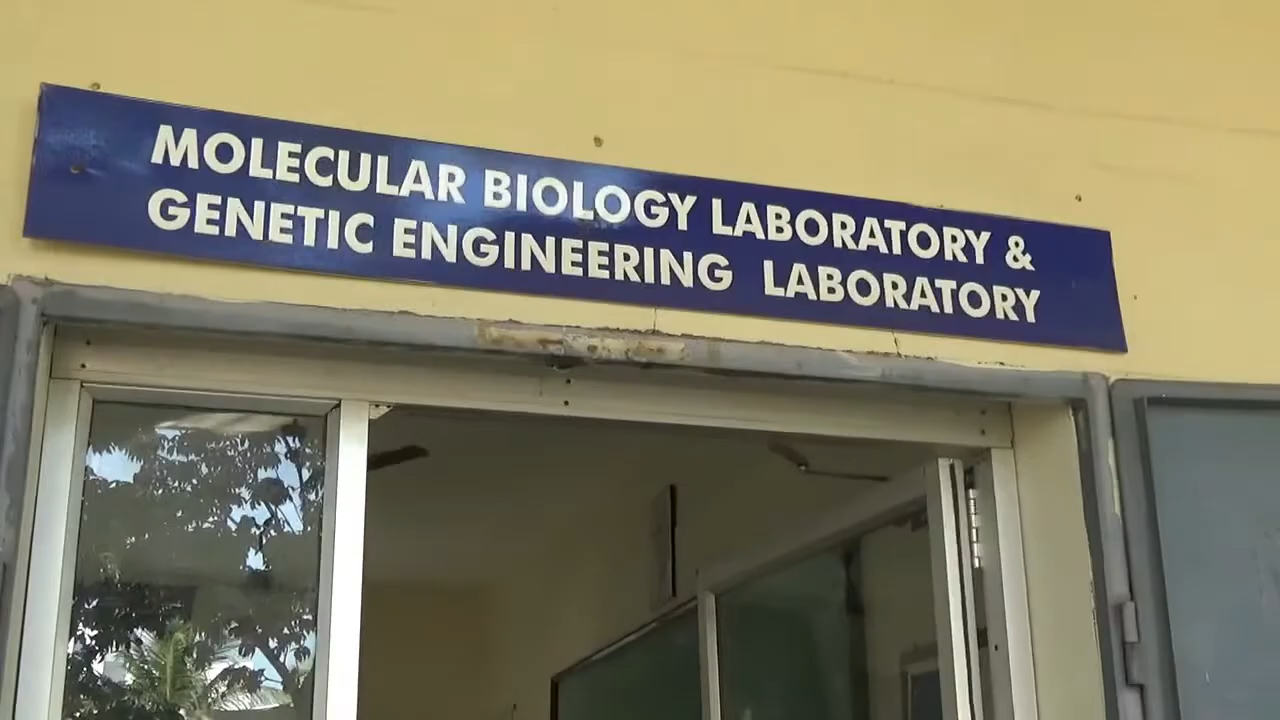 MOLECULAR BIOLOGY LABORATORY &
GENETIC ENGINEERING LABORATORY